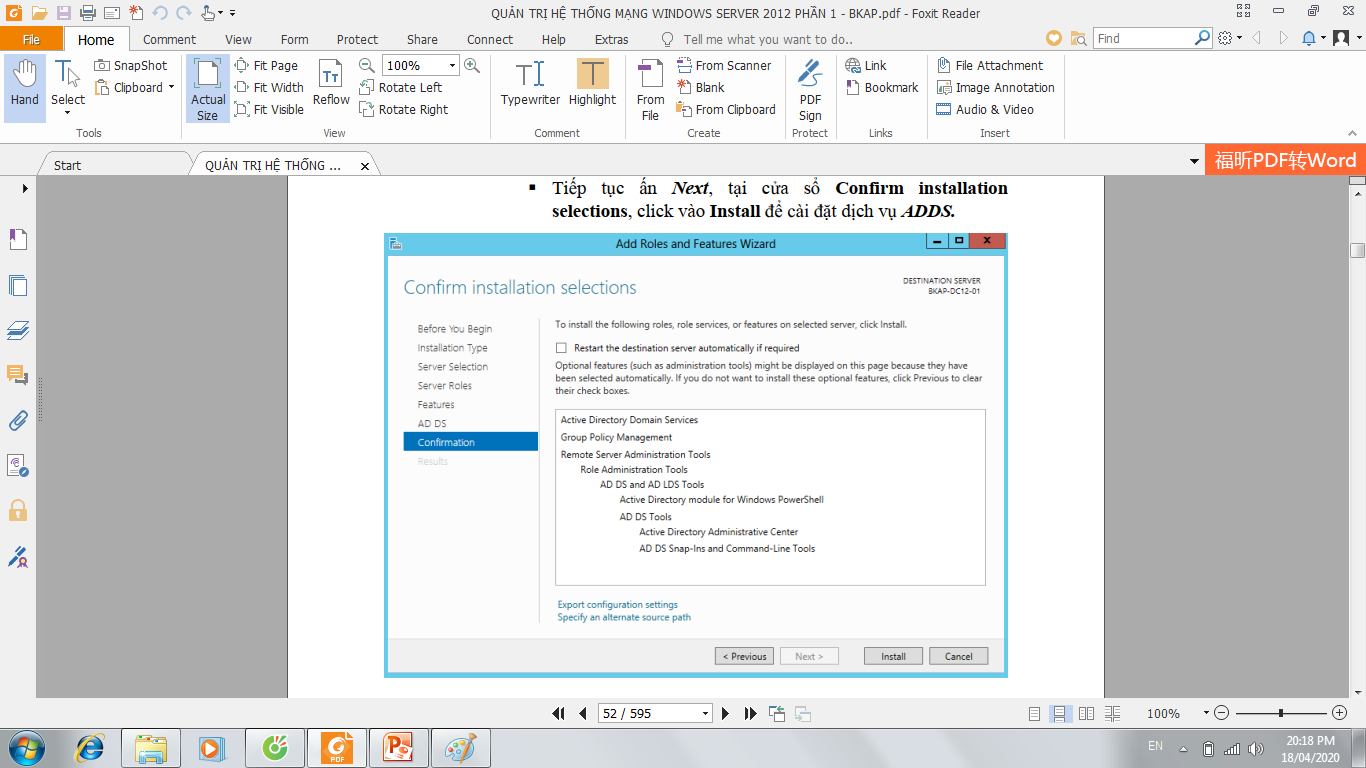 QUẢN TRỊ HỆ THỐNG MẠNG WINDOWS SERVER 2012 PHẦN 1 - BKAP.pdf - Foxit Reader
File Home Comment View Form Protect Share Connect Help Extras Tell me what you want to do.. Find
Hand
Select
SnapShot
Clipboard
Tools
Actual Size
Fit Page
Fit Width
Fit Visible
Reflow
100%
Rotate Left
Rotate Right
View
Typewriter
Highlight
Comment
From File
From Scanner
Blank
From Clipboard
Create
PDF Sign
Protect
Link
Bookmark
Links
File Attachment
Image Annotation
Audio & Video
Insert
Start
QUẢN TRỊ HỆ THỐNG ...
福昕PDF转Word
▪ Tiếp tục ấn Next, tại cửa sổ Confirm installation
selections, click vào Install để cài đặt dịch vụ ADDS.
Add Roles and Features Wizard
Confirm installation selections
DESTINATION SERVER
BKAP-DC12-01
Before You Begin
Installation Type
Server Selection
Server Roles
Features
AD DS
Confirmation
Results
To install the following roles, role services, or features on selected server, click Install.
Restart the destination server automatically if required
Optional features (such as administration tools) might be displayed on this page because they have
been selected automatically. If you do not want to install these optional features, click Previous to clear
their check boxes.
Active Directory Domain Services
Group Policy Management
Remote Server Administration Tools
Role Administration Tools
AD DS and AD LDS Tools
Active Directory module for Windows PowerShell
AD DS Tools
Active Directory Administrative Center
AD DS Snap-Ins and Command-Line Tools
Export configuration settings
Specify an alternate source path
< Previous Next > Install Cancel
52 / 595
100%
PDF
EN
20:18 PM
18/04/2020